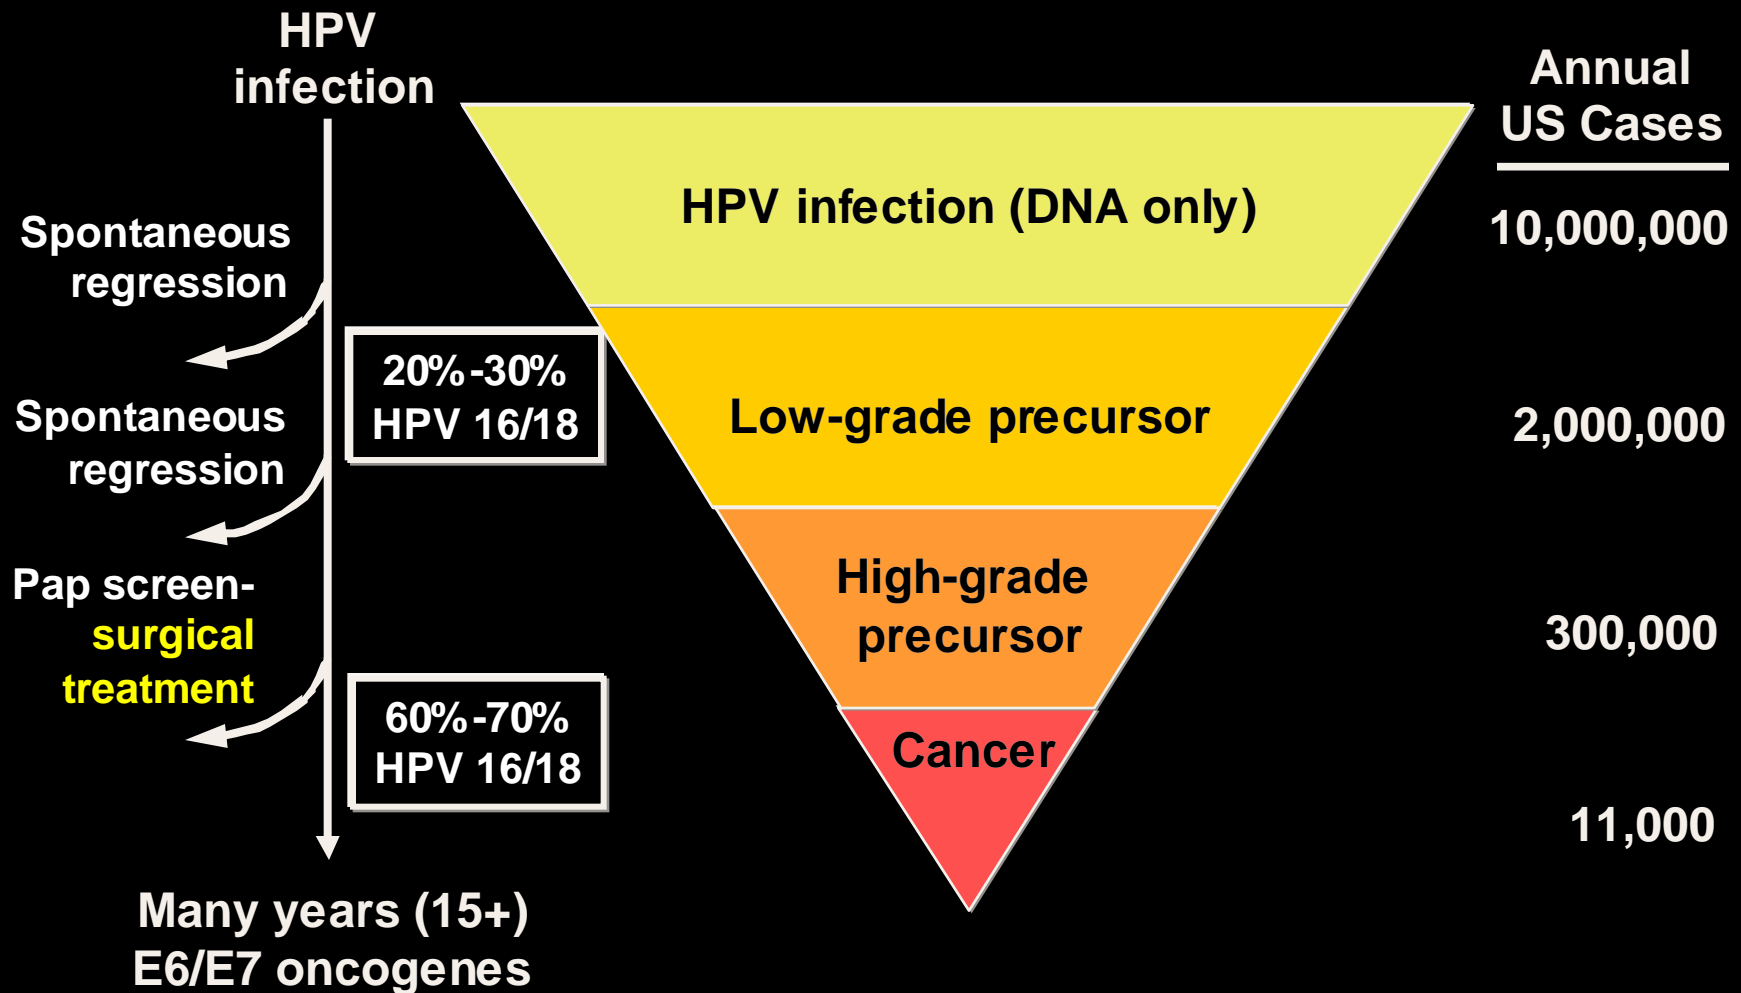 HPV
infection
Spontaneous
regression
Spontaneous
regression
Pap screen-
surgical
treatment
20%-30%
HPV 16/18
60%-70%
HPV 16/18
Many years (15+)
E6/E7 oncogenes
HPV infection (DNA only)
Low-grade precursor
High-grade
precursor
Cancer
Annual
US Cases
10,000,000
2,000,000
300,000
11,000